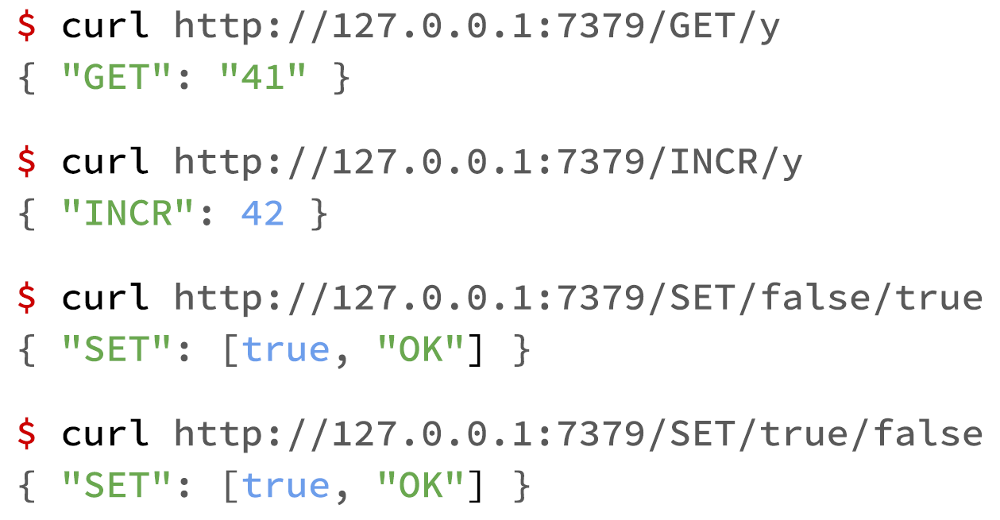 $ curl http://127.0.0.1:7379/GET/y
{ "GET": "41" }
$ curl http://127.0.0.1:7379/INCR/y
{ "INCR": 42 }
$ curl http://127.0.0.1:7379/SET/false/true
{ "SET": [true, "OK"] }
$ curl http://127.0.0.1:7379/SET/true/false
{ "SET": [true, "OK"] }